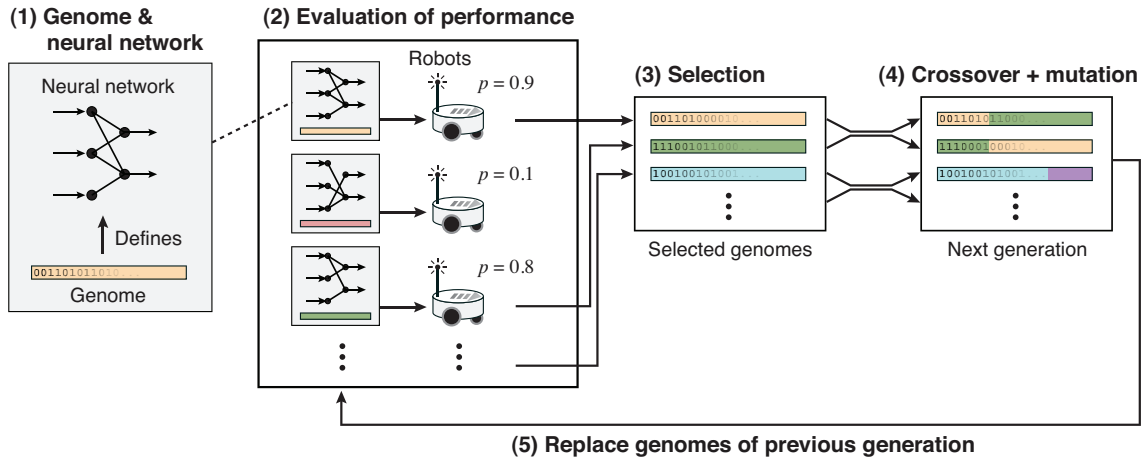 (1) Genome &
neural network
Neural network
Defines
001101011010...
Genome
(2) Evaluation of performance
Robots
p = 0.9
p = 0.1
p = 0.8
(3) Selection
001101000010...
111001011000...
100100101001...
Selected genomes
(4) Crossover + mutation
001101011000...
111000100010...
100100101001...
Next generation
(5) Replace genomes of previous generation